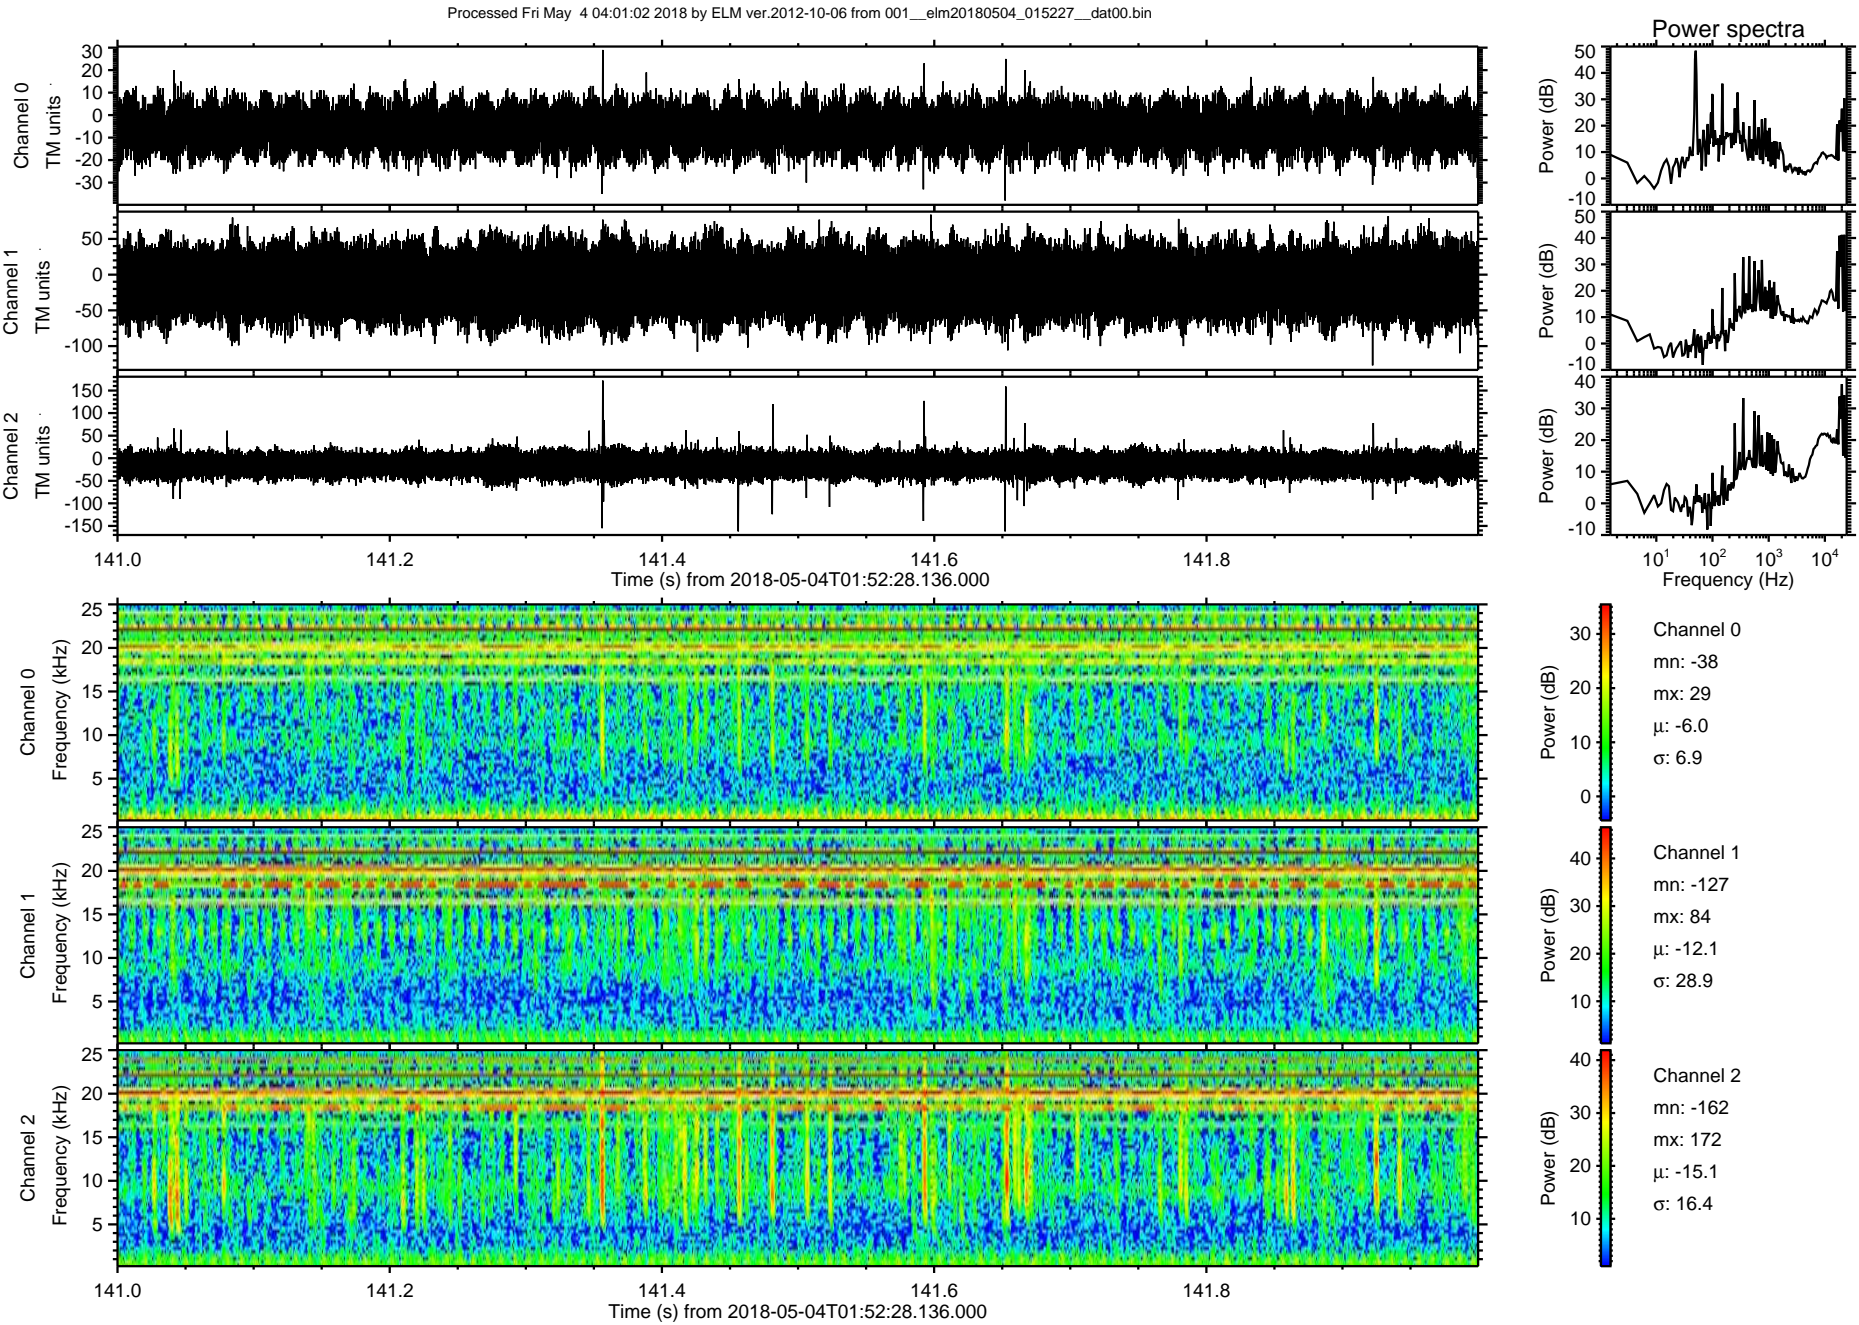 Processed Fri May  4 04:01:02 2018 by ELM ver.2012-10-06 from 001__elm20180504_015227__dat00.bin
Power spectra
Channel 0
TM units
30
20
10
0
-10
-20
-30
Power (dB)
50
40
30
20
10
0
-10
Channel 1
TM units
50
0
-50
-100
Power (dB)
50
40
30
20
10
0
-10
Channel 2
TM units
150
100
50
0
-50
-100
-150
Power (dB)
40
30
20
10
0
-10
141.0 141.2 141.4 141.6 141.8
Time (s) from 2018-05-04T01:52:28.136.000
10^1 10^2 10^3 10^4
Frequency (Hz)
Channel 0
Frequency (kHz)
25
20
15
10
5
Power (dB)
30
20
10
0
Channel 0
mn: -38
mx: 29
μ: -6.0
σ: 6.9
Channel 1
Frequency (kHz)
25
20
15
10
5
Power (dB)
40
30
20
10
Channel 1
mn: -127
mx: 84
μ: -12.1
σ: 28.9
Channel 2
Frequency (kHz)
25
20
15
10
5
Power (dB)
40
30
20
10
Channel 2
mn: -162
mx: 172
μ: -15.1
σ: 16.4
141.0 141.2 141.4 141.6 141.8
Time (s) from 2018-05-04T01:52:28.136.000